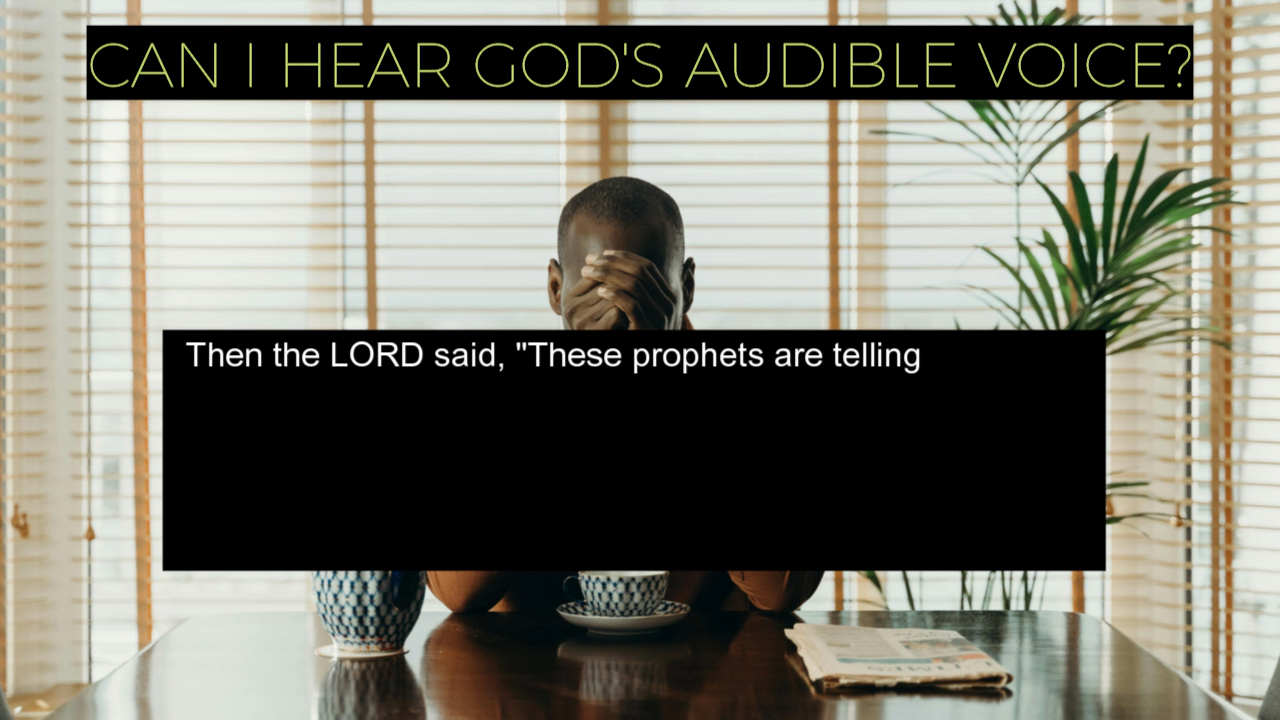 CAN I HEAR GOD'S AUDIBLE VOICE?
Then the LORD said, "These prophets are telling